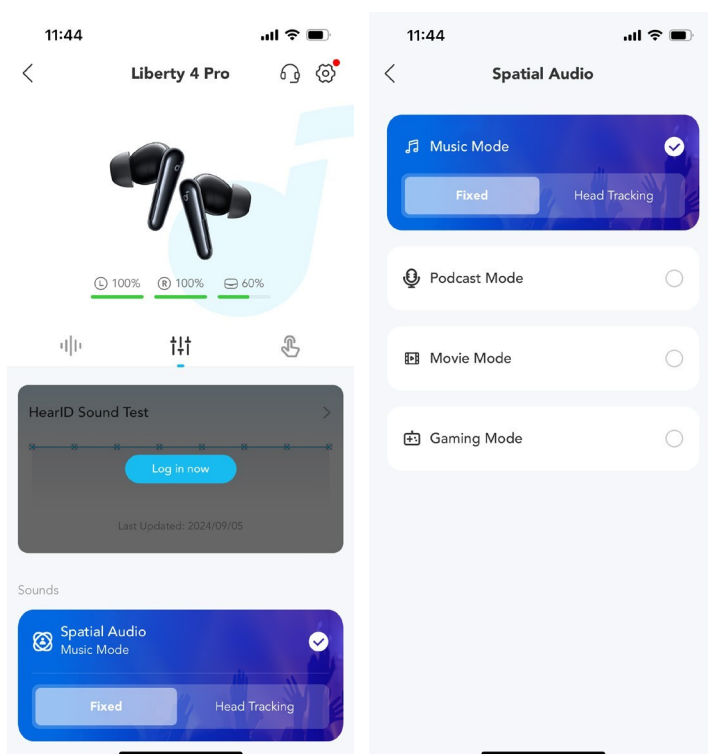 11:44
Liberty 4 Pro
L 100% R 100% 60%
HearID Sound Test
Log in now
Last Updated: 2024/09/05
Sounds
Spatial Audio
Music Mode
Fixed Head Tracking
11:44
Spatial Audio
Music Mode
Fixed Head Tracking
Podcast Mode
Movie Mode
Gaming Mode